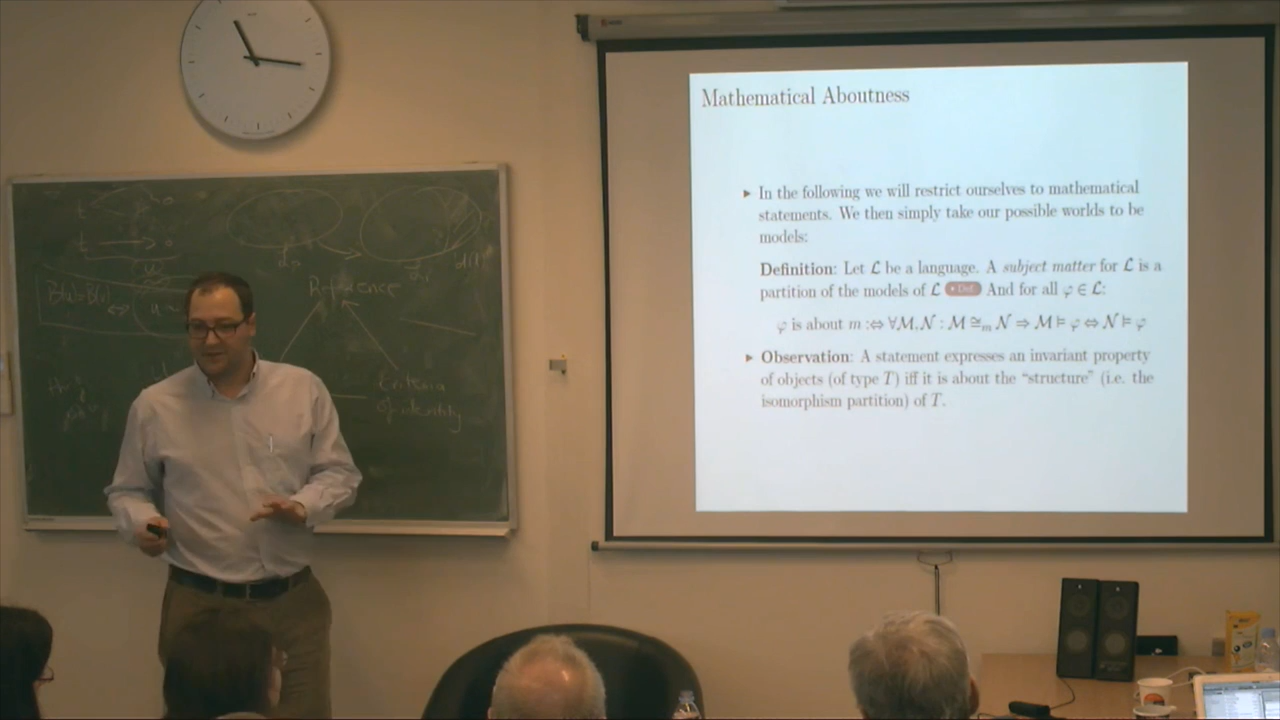 Mathematical Aboutness
▸ In the following we will restrict ourselves to mathematical
statements. We then simply take our possible worlds to be
models:
Definition: Let ℒ be a language. A subject matter for ℒ is a
partition of the models of ℒ ▸ Def. And for all φ ∈ ℒ:
φ is about m :⇔ ∀ℳ.𝒩 : ℳ ≅ₘ 𝒩 ⇒ ℳ ⊨ φ ⇔ 𝒩 ⊨ φ
▸ Observation: A statement expresses an invariant property
of objects (of type T) iff it is about the “structure” (i.e. the
isomorphism partition) of T.
Reference
Criteria
of identity